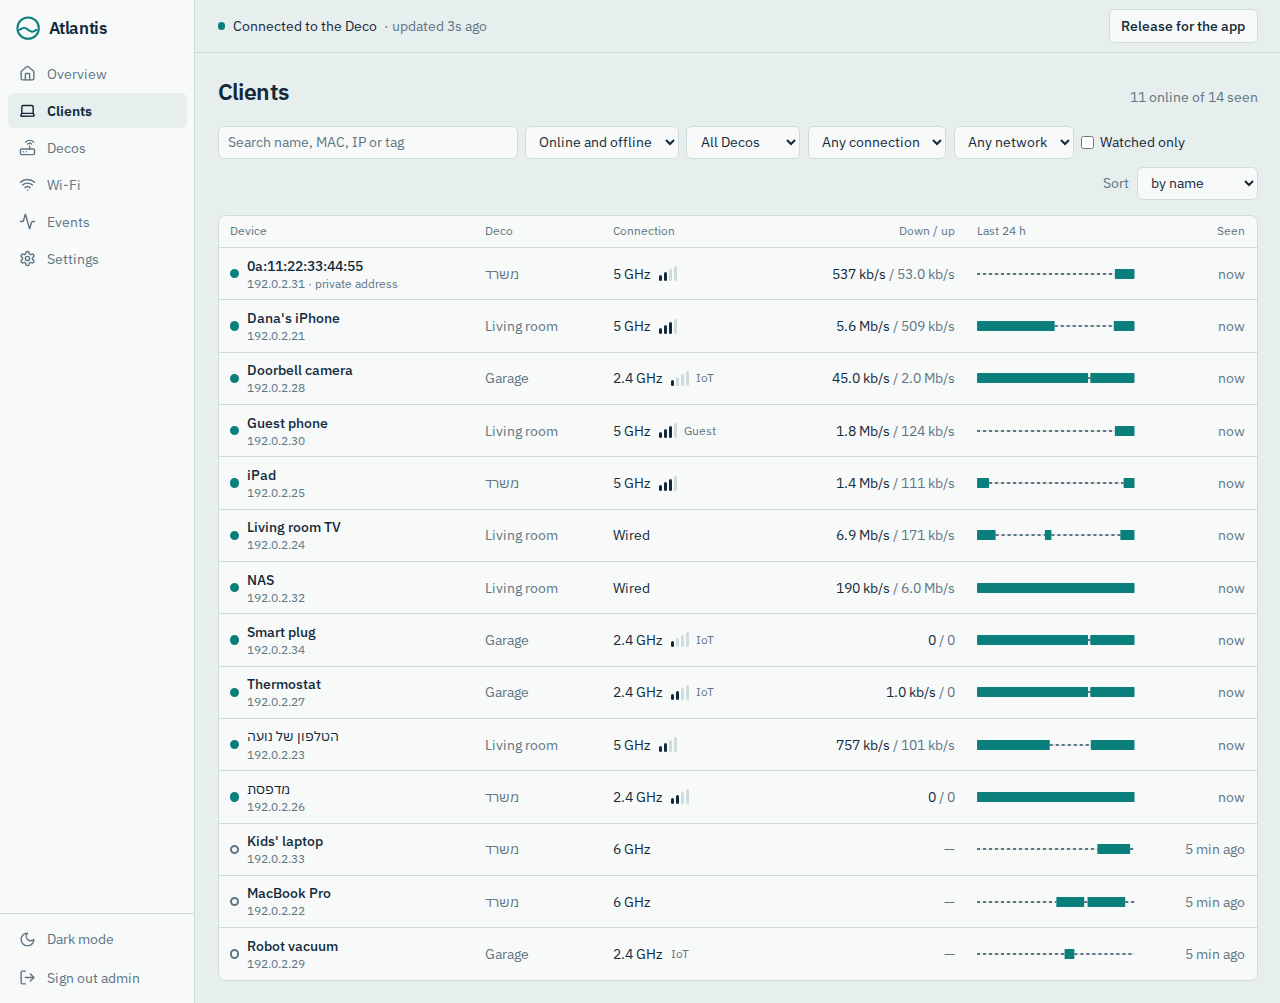 Atlantis
Overview
Clients
Decos
Wi-Fi
Events
Settings
Dark mode
Sign out admin
Connected to the Deco · updated 3s ago
Release for the app
Clients
11 online of 14 seen
Search name, MAC, IP or tag
Online and offline
All Decos
Any connection
Any network
Watched only
Sort by name
Device Deco Connection Down / up Last 24 h Seen
0a:11:22:33:44:55
192.0.2.31 · private address
משרד 5 GHz 537 kb/s / 53.0 kb/s now
Dana's iPhone
192.0.2.21
Living room 5 GHz 5.6 Mb/s / 509 kb/s now
Doorbell camera
192.0.2.28
Garage 2.4 GHz IoT 45.0 kb/s / 2.0 Mb/s now
Guest phone
192.0.2.30
Living room 5 GHz Guest 1.8 Mb/s / 124 kb/s now
iPad
192.0.2.25
משרד 5 GHz 1.4 Mb/s / 111 kb/s now
Living room TV
192.0.2.24
Living room Wired 6.9 Mb/s / 171 kb/s now
NAS
192.0.2.32
Living room Wired 190 kb/s / 6.0 Mb/s now
Smart plug
192.0.2.34
Garage 2.4 GHz IoT 0 / 0 now
Thermostat
192.0.2.27
Garage 2.4 GHz IoT 1.0 kb/s / 0 now
הטלפון של נועה
192.0.2.23
Living room 5 GHz 757 kb/s / 101 kb/s now
מדפסת
192.0.2.26
משרד 2.4 GHz 0 / 0 now
Kids' laptop
192.0.2.33
משרד 6 GHz — 5 min ago
MacBook Pro
192.0.2.22
משרד 6 GHz — 5 min ago
Robot vacuum
192.0.2.29
Garage 2.4 GHz IoT — 5 min ago